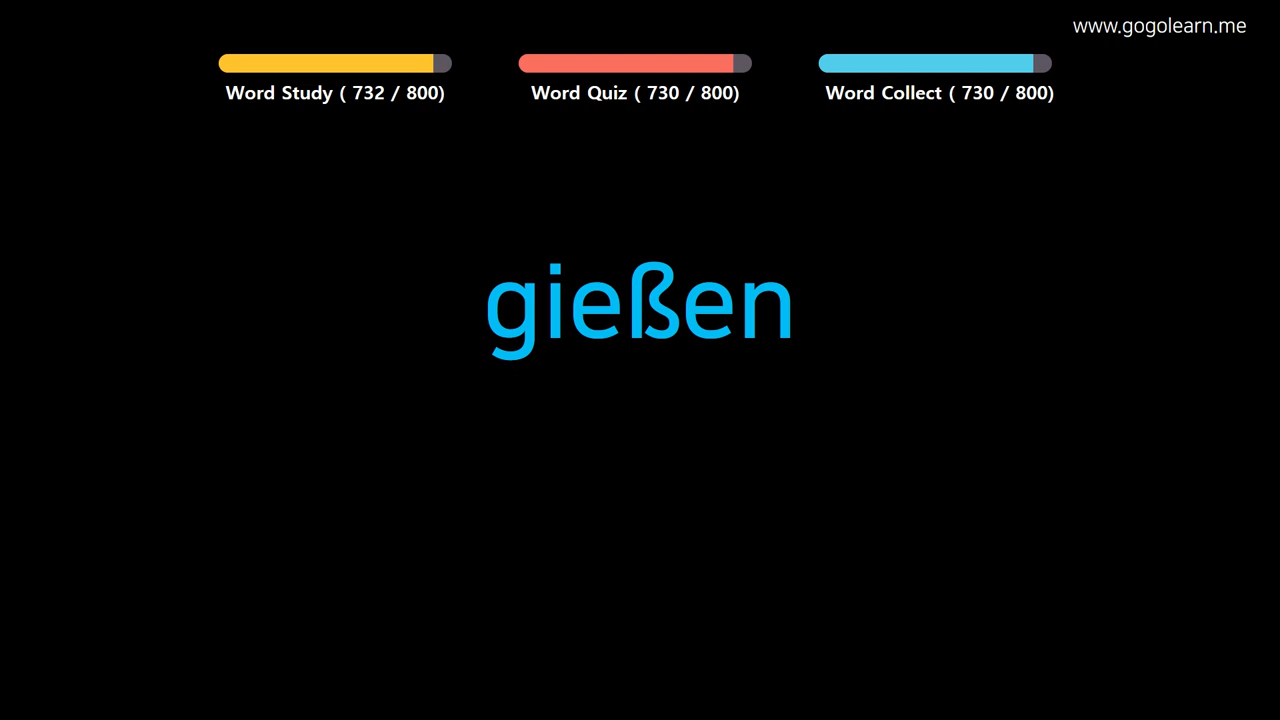 www.gogolearn.me
Word Study ( 732 / 800)
Word Quiz ( 730 / 800)
Word Collect ( 730 / 800)
gießen